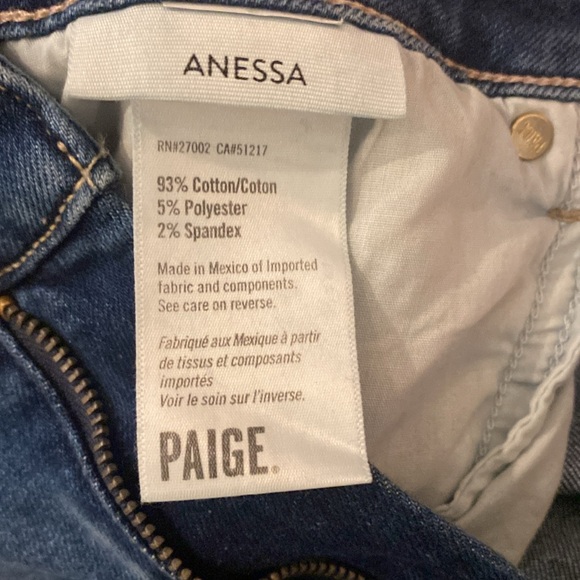 ANESSA
RN#27002 CA#51217
93% Cotton/Coton
5% Polyester
2% Spandex
Made in Mexico of Imported
fabric and components.
See care on reverse.
Fabriqué aux Mexique à partir
de tissus et composants
importés
Voir le soin sur l'inverse.
PAIGE